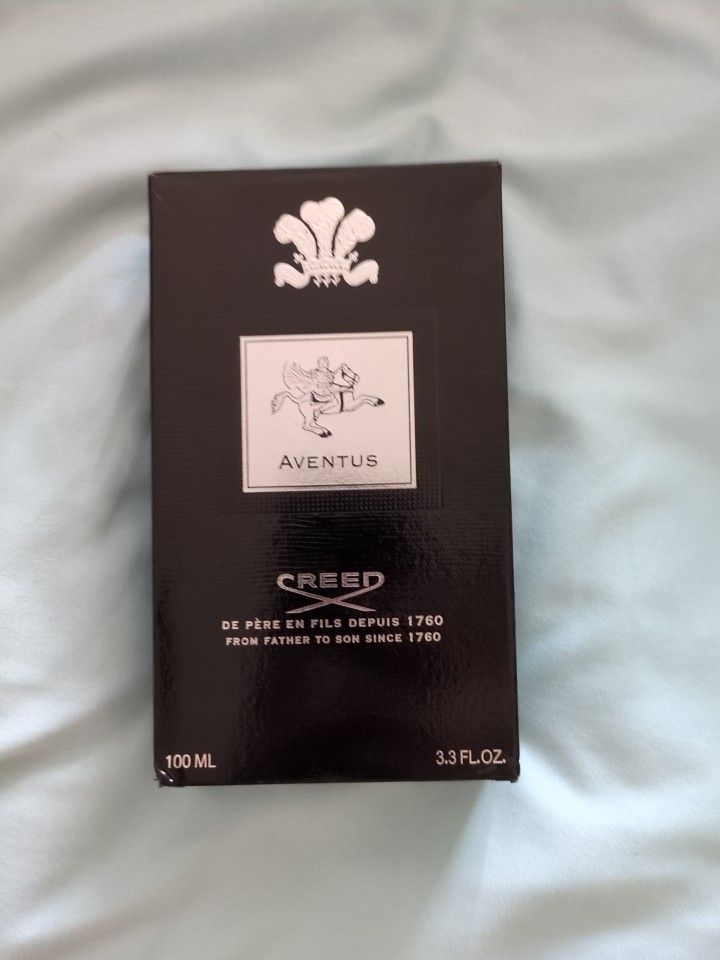 AVENTUS
CREED
DE PÈRE EN FILS DEPUIS 1760
FROM FATHER TO SON SINCE 1760
100 ML
3.3 FL.OZ.